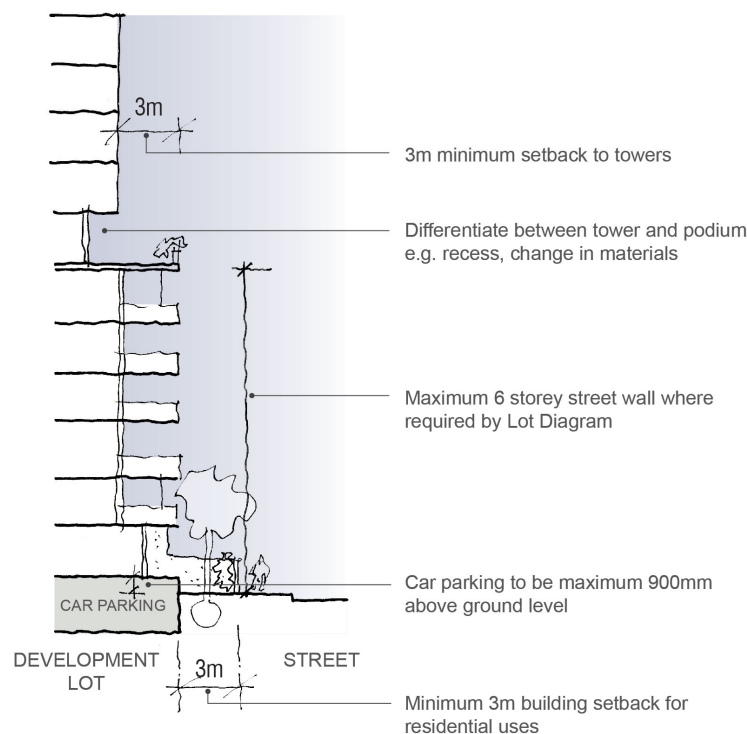 3m
3m minimum setback to towers
Differentiate between tower and podium
e.g. recess, change in materials
Maximum 6 storey street wall where
required by Lot Diagram
Car parking to be maximum 900mm
above ground level
CAR PARKING
DEVELOPMENT
LOT
3m
STREET
Minimum 3m building setback for
residential uses